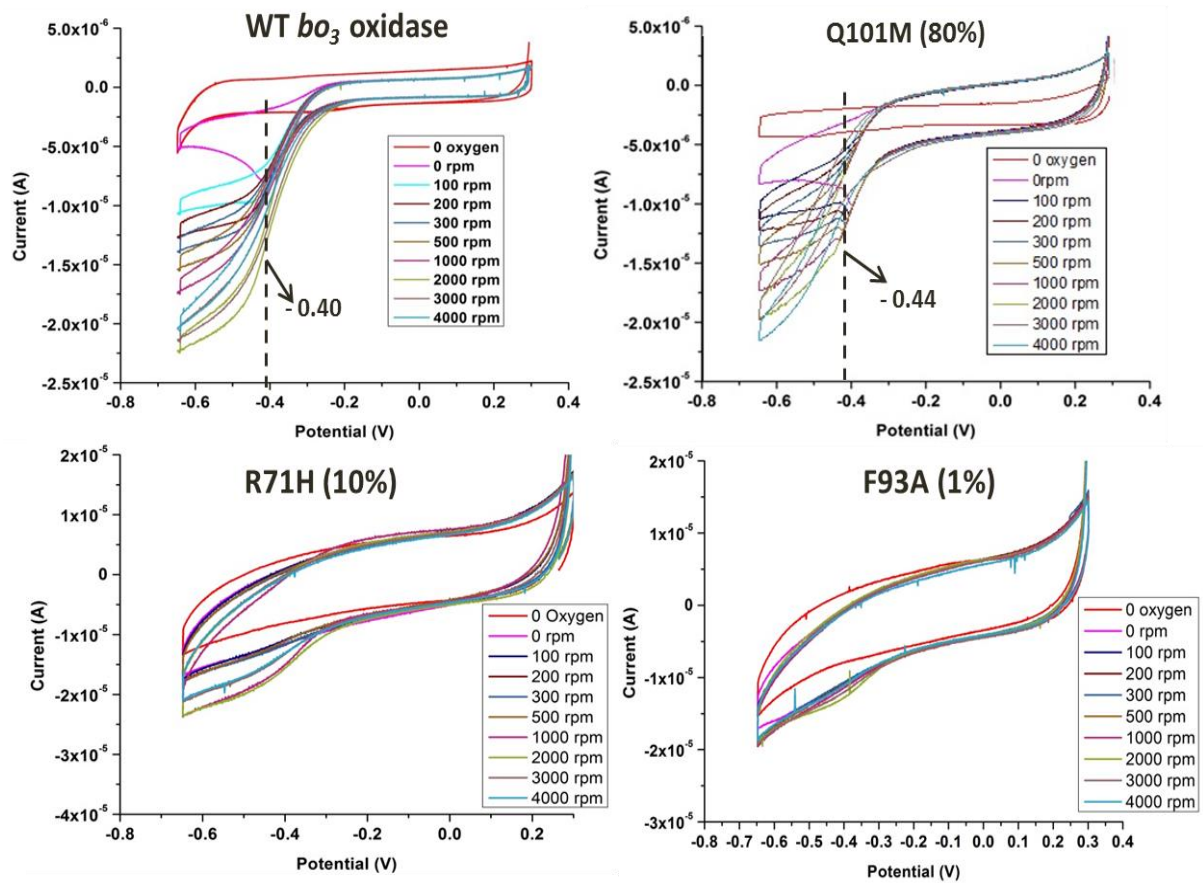 WT bo₃ oxidase
5.0x10⁻⁶
0.0
-5.0x10⁻⁶
-1.0x10⁻⁵
-1.5x10⁻⁵
-2.0x10⁻⁵
-2.5x10⁻⁵
Current (A)
0 oxygen
0 rpm
100 rpm
200 rpm
300 rpm
500 rpm
1000 rpm
2000 rpm
3000 rpm
4000 rpm
- 0.40
-0.8 -0.6 -0.4 -0.2 0.0 0.2 0.4
Potential (V)
Q101M (80%)
5.0x10⁻⁶
0.0
-5.0x10⁻⁶
-1.0x10⁻⁵
-1.5x10⁻⁵
-2.0x10⁻⁵
-2.5x10⁻⁵
Current (A)
0 oxygen
0rpm
100 rpm
200 rpm
300 rpm
500 rpm
1000 rpm
2000 rpm
3000 rpm
4000 rpm
- 0.44
-0.8 -0.6 -0.4 -0.2 0.0 0.2 0.4
Potential (V)
R71H (10%)
2x10⁻⁵
1x10⁻⁵
0
-1x10⁻⁵
-2x10⁻⁵
-3x10⁻⁵
-4x10⁻⁵
Current (A)
0 Oxygen
0 rpm
100 rpm
200 rpm
300 rpm
500 rpm
1000 rpm
2000 rpm
3000 rpm
4000 rpm
-0.8 -0.6 -0.4 -0.2 0.0 0.2
Potential (V)
F93A (1%)
2x10⁻⁵
1x10⁻⁵
0
-1x10⁻⁵
-2x10⁻⁵
-3x10⁻⁵
Current (A)
0 oxygen
0 rpm
100 rpm
200 rpm
300 rpm
500 rpm
1000 rpm
2000 rpm
3000 rpm
4000 rpm
-0.8 -0.7 -0.6 -0.5 -0.4 -0.3 -0.2 -0.1 -0.0 0.1 0.2 0.3 0.4
Potential (V)